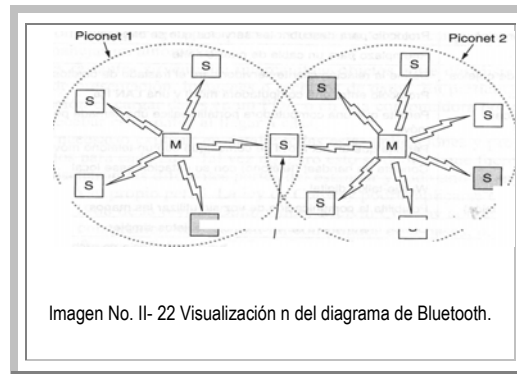 Piconet 1
Piconet 2
S
S
S
S
S
S
M
S
M
S
S
S
Imagen No. II- 22 Visualización n del diagrama de Bluetooth.